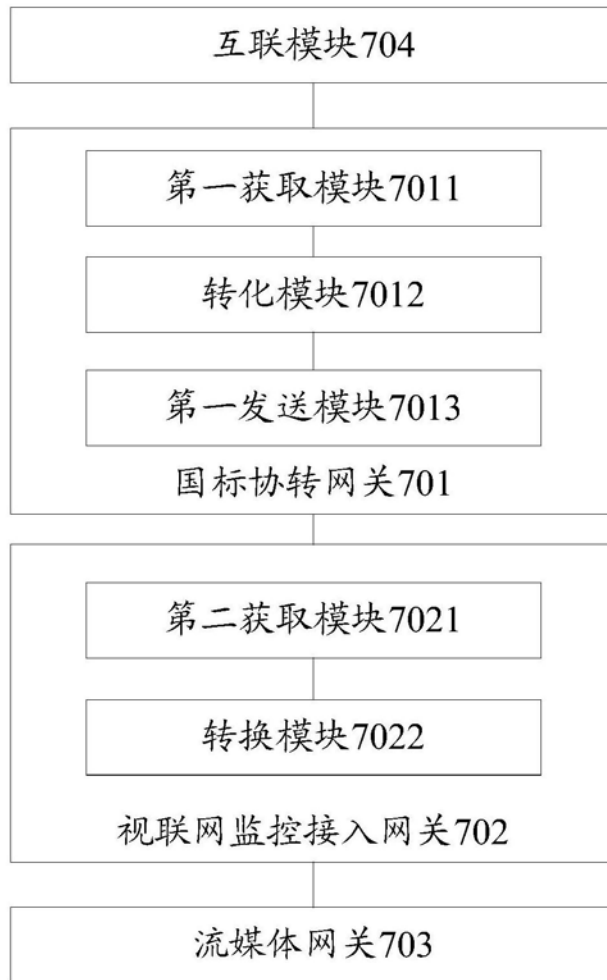 互联模块704
第一获取模块7011
转化模块7012
第一发送模块7013
国标协转网关701
第二获取模块7021
转换模块7022
视联网监控接入网关702
流媒体网关703